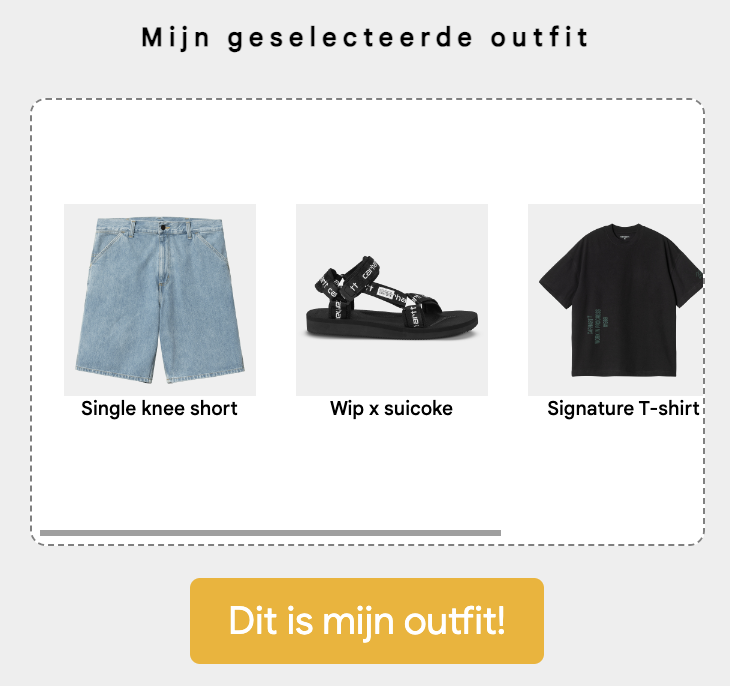 Mijn geselecteerde outfit
Single knee short
Wip x suicoke
Signature T-shirt
Dit is mijn outfit!